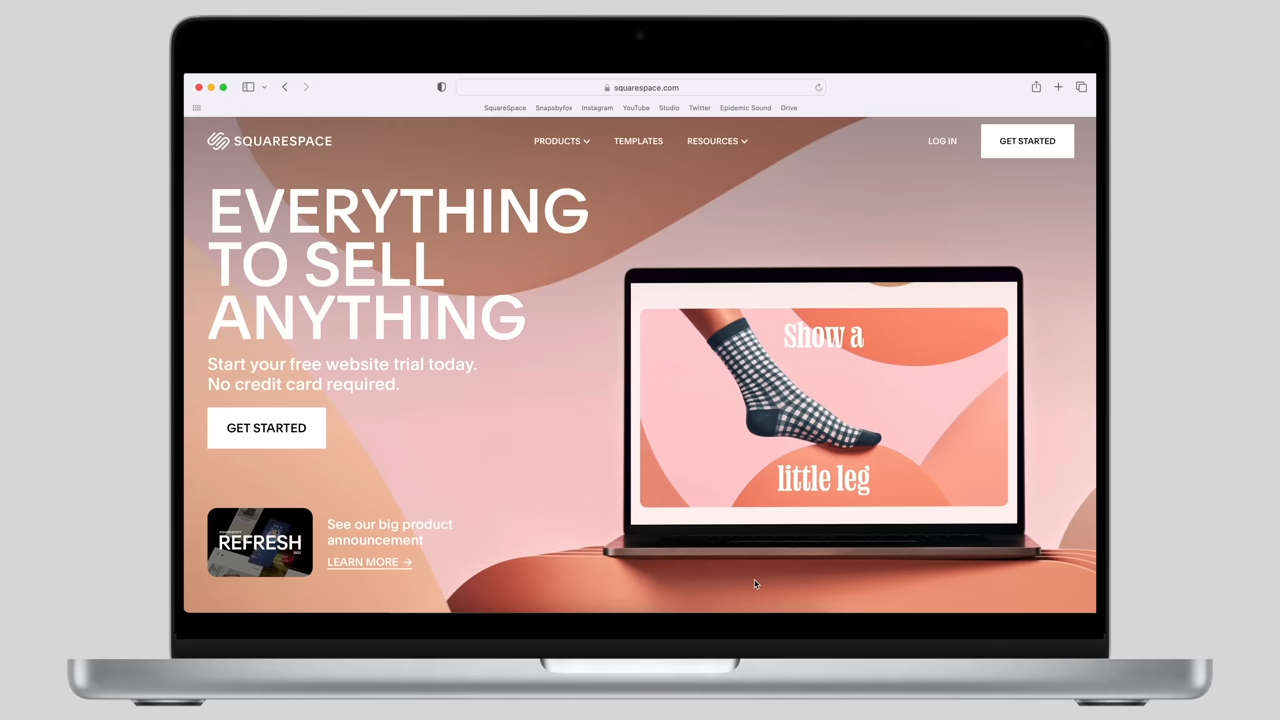 squarespace.com
SquareSpace Snapsbyfox Instagram YouTube Studio Twitter Epidemic Sound Drive
SQUARESPACE PRODUCTS TEMPLATES RESOURCES LOG IN GET STARTED
EVERYTHING
TO SELL
ANYTHING
Start your free website trial today.
No credit card required.
GET STARTED
Show a
little leg
REFRESH
See our big product
announcement
LEARN MORE →